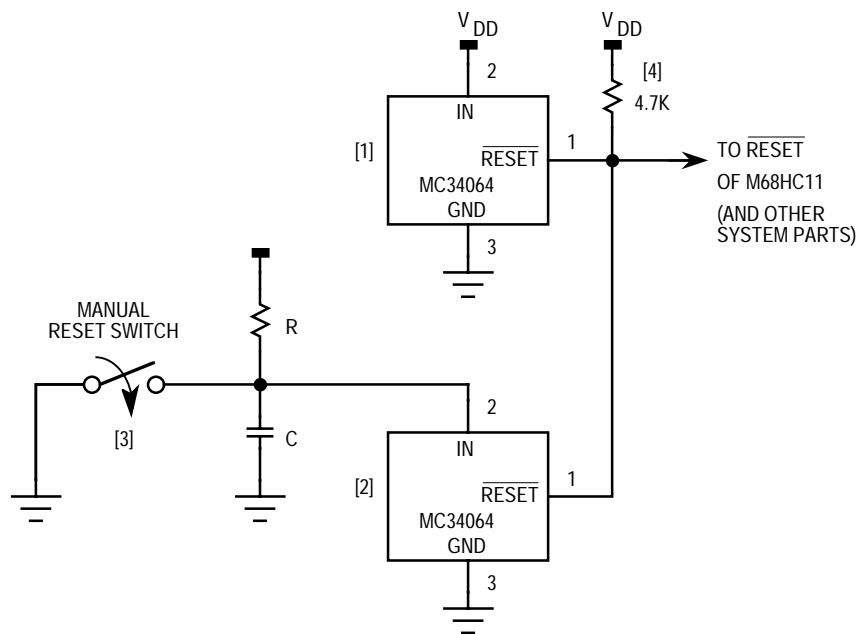 V DD
V DD
2
[4]
4.7K
IN
[1]
RESET
1
TO RESET
OF M68HC11
(AND OTHER
SYSTEM PARTS)
MC34064
GND
3
MANUAL
RESET SWITCH
R
[3]
C
2
IN
[2]
RESET
1
MC34064
GND
3